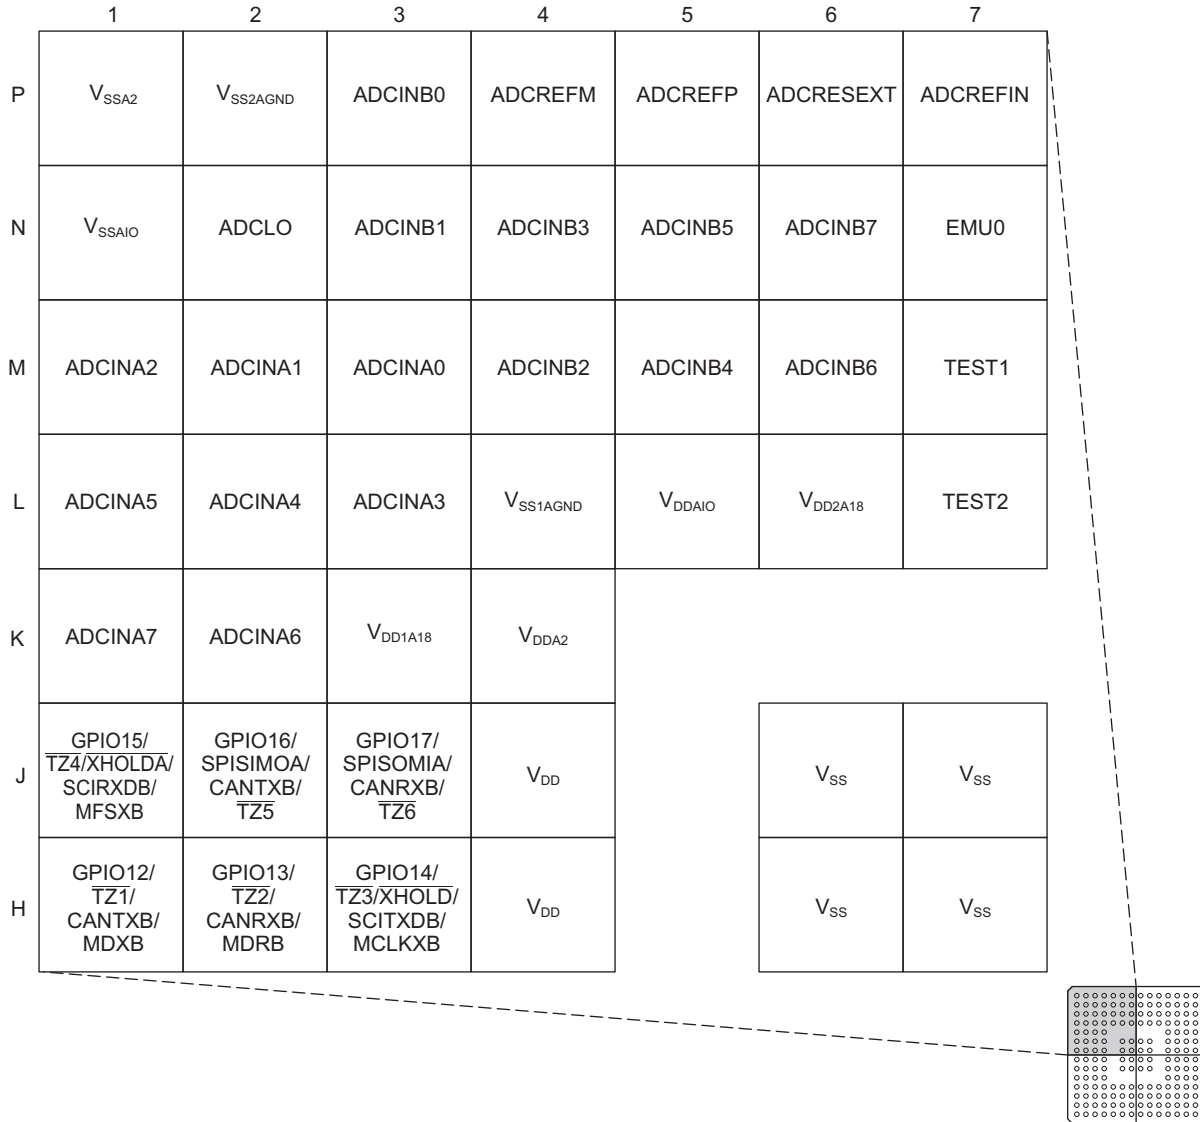 1 2 3 4 5 6 7
P VSSA2 VSS2AGND ADCINB0 ADCREFM ADCREFP ADCRESEXT ADCREFIN
N VSSAIO ADCLO ADCINB1 ADCINB3 ADCINB5 ADCINB7 EMU0
M ADCINA2 ADCINA1 ADCINA0 ADCINB2 ADCINB4 ADCINB6 TEST1
L ADCINA5 ADCINA4 ADCINA3 VSS1AGND VDDAIO VDD2A18 TEST2
K ADCINA7 ADCINA6 VDD1A18 VDDA2
J
GPIO15/
TZ4/XHOLDA/
SCIRXDB/
MFSXB
GPIO16/
SPISIMOA/
CANTXB/
TZ5
GPIO17/
SPISOMIA/
CANRXB/
TZ6
VDD
VSS
VSS
H
GPIO12/
TZ1/
CANTXB/
MDXB
GPIO13/
TZ2/
CANRXB/
MDRB
GPIO14/
TZ3/XHOLD/
SCITXDB/
MCLKXB
VDD
VSS
VSS